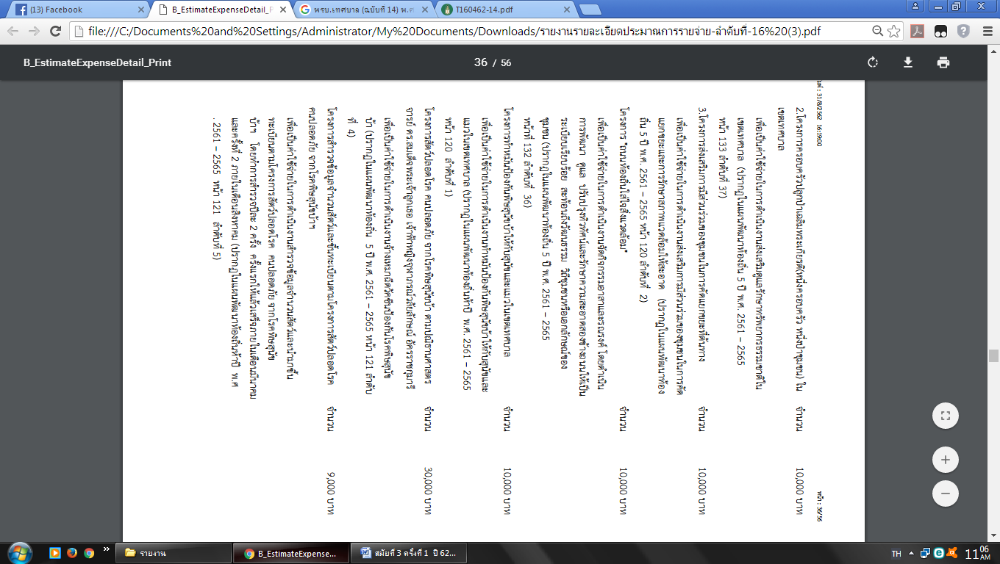 (13) Facebook
B_EstimateExpenseDetail_P
พรบ.เทศบาล (ฉบับที่ 14) พ.ศ
T160462-14.pdf
file:///C:/Documents%20and%20Settings/Administrator/My%20Documents/Downloads/รายงานรายละเอียดประมาณการรายจ่าย-ลำดับที่-16%20(3).pdf
B_EstimateExpenseDetail_Print
36 / 56
พ์ : 31/8/2562 16:19:00
หน้า : 36/56
2.โครงการครอบครัวปลูกป่าเฉลิมพระเกียรติ(หนึ่งครอบครัว หนึ่งป่าชุมชน) ใน จำนวน 10,000 บาท
เขตเทศบาล
เพื่อเป็นค่าใช้จ่ายในการดำเนินงานส่งเสริมดูแลรักษาทรัพยากรธรรมชาติใน
เขตเทศบาล (ปรากฏในแผนพัฒนาท้องถิ่น 5 ปี พ.ศ. 2561 – 2565
หน้า 133 ลำดับที่ 37)
3.โครงการส่งเสริมการมีส่วนร่วมของชุมชนในการคัดแยกขยะที่ต้นทาง จำนวน 10,000 บาท
เพื่อเป็นค่าใช้จ่ายในการดำเนินงานส่งเสริมการมีส่วนร่วมของชุมชนในการคัด
แยกขยะและการรักษาสภาพแวดล้อมให้สะอาด (ปรากฏในแผนพัฒนาท้อง
ถิ่น 5 ปี พ.ศ. 2561 – 2565 หน้า 120 ลำดับที่ 2)
โครงการ "ถนนท้องถิ่นใส่ใจสิ่งแวดล้อม" จำนวน 10,000 บาท
เพื่อเป็นค่าใช้จ่ายในการดำเนินงานจัดกิจกรรมอาสาและรณรงค์ โดยดำเนิน
การพัฒนา ดูแล ปรับปรุงทิวทัศน์และรักษาความสะอาดสองข้างถนนให้เป็น
ระเบียบเรียบร้อย สะท้อนถึงวัฒนธรรม วิถีชุมชนหรือเอกลักษณ์ของ
ชุมชน (ปรากฏในแผนพัฒนาท้องถิ่น 5 ปี พ.ศ. 2561 – 2565
หน้าที่ 132 ลำดับที่ 36)
โครงการทำหมันป้องกันพิษสุนัขบ้าให้กับสุนัขและแมวในเขตเทศบาล จำนวน 10,000 บาท
เพื่อเป็นค่าใช้จ่ายในการดำเนินงานทำหมันป้องกันพิษสุนัขบ้าให้กับสุนัขและ
แมวในเขตเทศบาล (ปรากฏในแผนพัฒนาท้องถิ่นห้าปี พ.ศ. 2561 – 2565
หน้า 120 ลำดับที่ 1)
โครงการสัตว์ปลอดโรค คนปลอดภัย จากโรคพิษสุนัขบ้า ตามปณิธานศาสตร จำนวน 30,000 บาท
จารย์ ดร.สมเด็จพระเจ้าลูกเธอ เจ้าฟ้าหญิงจุฬาภรณ์วลัยลักษณ์ อัครราชกุมารี
เพื่อเป็นค่าใช้จ่ายในการดำเนินงานจ้างเหมาฉีดวัคซีนป้องกันโรคพิษสุนัข
บ้า (ปรากฏในแผนพัฒนาท้องถิ่น 5 ปี พ.ศ. 2561 – 2565 หน้า 121 ลำดับ
ที่ 4)
โครงการสำรวจข้อมูลจำนวนสัตว์และขึ้นทะเบียนตามโครงการสัตว์ปลอดโรค จำนวน 9,000 บาท
คนปลอดภัย จากโรคพิษสุนัขบ้าฯ
เพื่อเป็นค่าใช้จ่ายในการดำเนินงานสำรวจข้อมูลจำนวนสัตว์และนำมาขึ้น
ทะเบียนตามโครงการสัตว์ปลอดโรค คนปลอดภัย จากโรคพิษสุนัข
บ้าฯ โดยทำการสำรวจปีละ 2 ครั้ง ครั้งแรกให้แล้วเสร็จภายในเดือนมีนาคม
และครั้งที่ 2 ภายในเดือนสิงหาคม (ปรากฏในแผนพัฒนาท้องถิ่นห้าปี พ.ศ
. 2561 – 2565 หน้า 121 ลำดับที่ 5)
รายงาน
B_EstimateExpense...
สมัยที่ 3 ครั้งที่ 1 ปี 62...
TH
11 06 AM